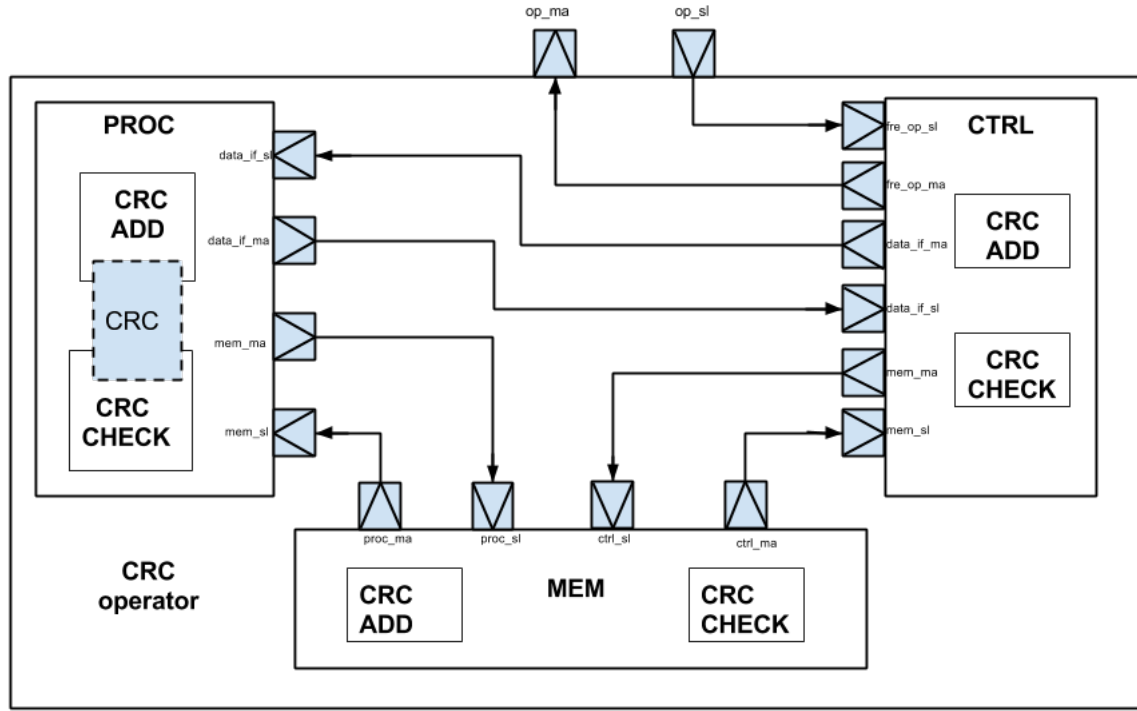 op_ma
op_sl
PROC
data_if_sl
data_if_ma
mem_ma
mem_sl
CRC
ADD
CRC
CRC
CHECK
CTRL
fre_op_sl
fre_op_ma
data_if_ma
data_if_sl
mem_ma
mem_sl
CRC
ADD
CRC
CHECK
proc_ma
proc_sl
ctrl_sl
ctrl_ma
MEM
CRC
ADD
CRC
CHECK
CRC
operator